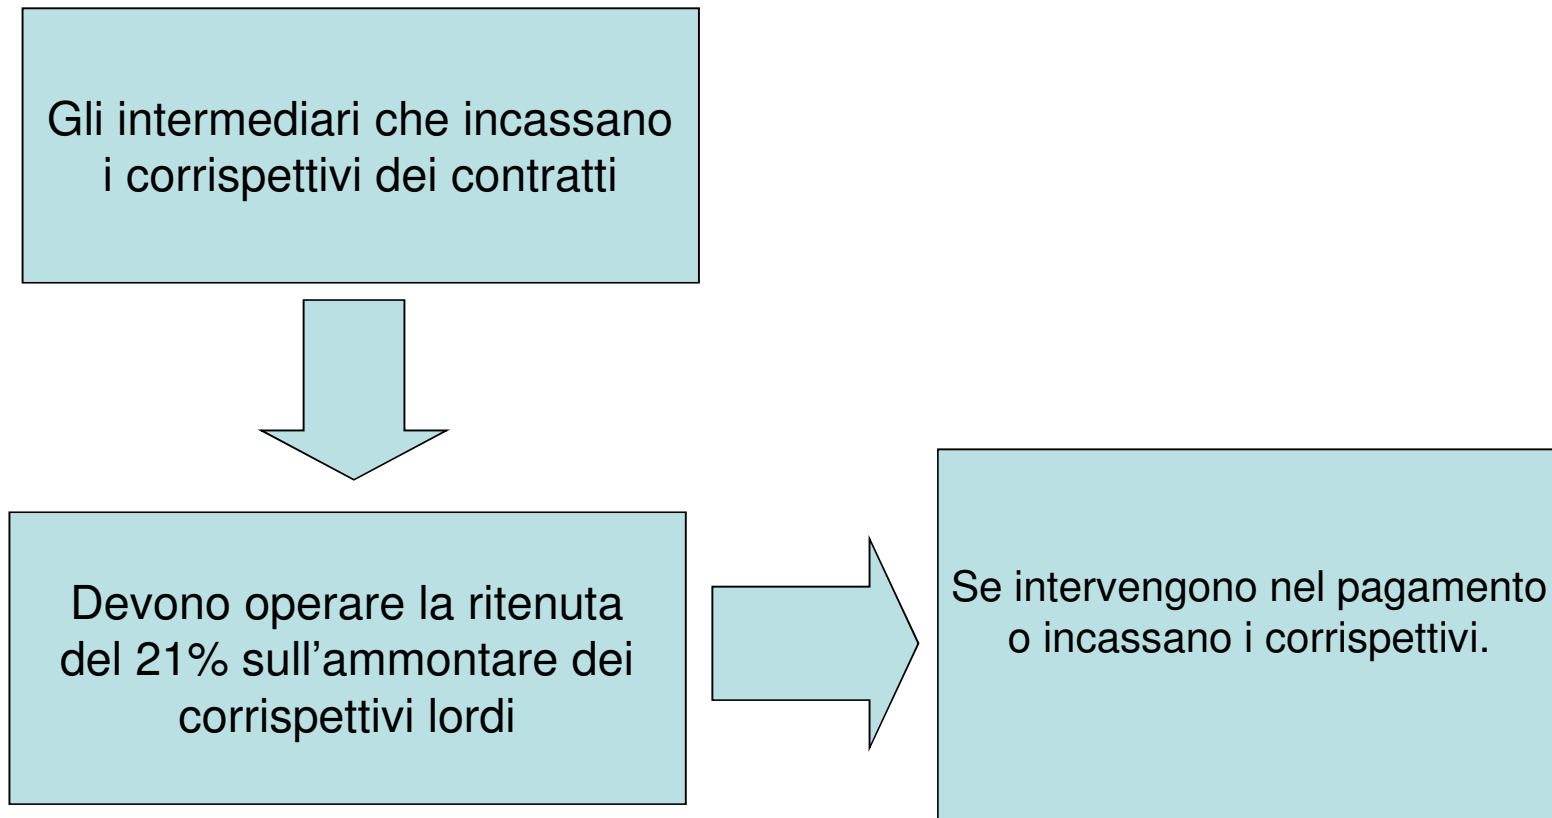 Gli intermediari che incassano
i corrispettivi dei contratti
Devono operare la ritenuta
del 21% sull’ammontare dei
corrispettivi lordi
Se intervengono nel pagamento
o incassano i corrispettivi.